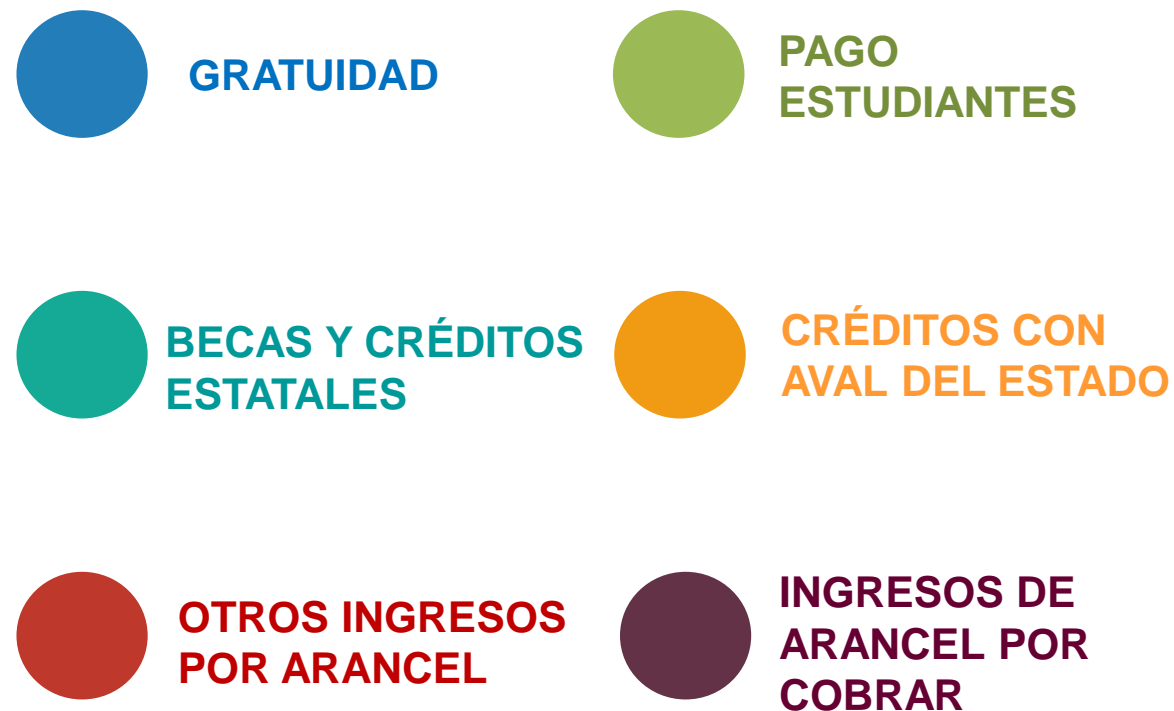 GRATUIDAD
PAGO
ESTUDIANTES
BECAS Y CRÉDITOS
ESTATALES
CRÉDITOS CON
AVAL DEL ESTADO
OTROS INGRESOS
POR ARANCEL
INGRESOS DE
ARANCEL POR
COBRAR